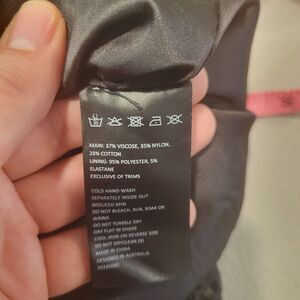 MAIN: 37% VISCOSE, 35% NYLON,
28% COTTON
LINING: 95% POLYESTER, 5%
ELASTANE
EXCLUSIVE OF TRIMS
COLD HAND WASH
SEPARATELY INSIDE OUT
REDUCED SPIN
DO NOT BLEACH, RUB, SOAK OR
WRING
DO NOT TUMBLE DRY
DRY FLAT IN SHADE
COOL IRON ON REVERSE SIDE
DO NOT DRYCLEAN (X)
MADE IN CHINA
DESIGNED IN AUSTRALIA